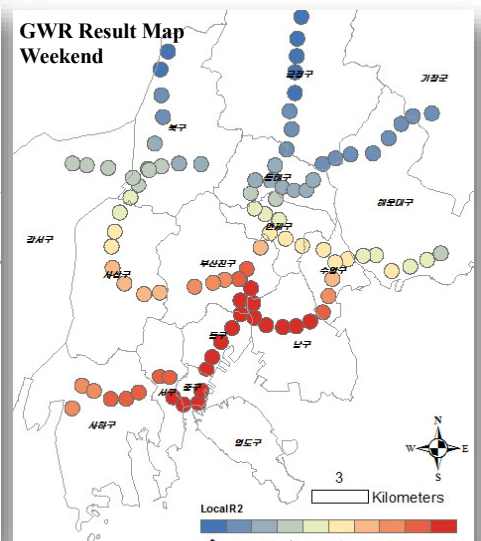 GWR Result Map
Weekend
금정구
기장군
북구
동래구
해운대구
연제구
강서구
부산진구
사상구
수영구
동구
남구
중구
서구
사하구
영도구
N
W
E
S
3
Kilometers
LocalR2